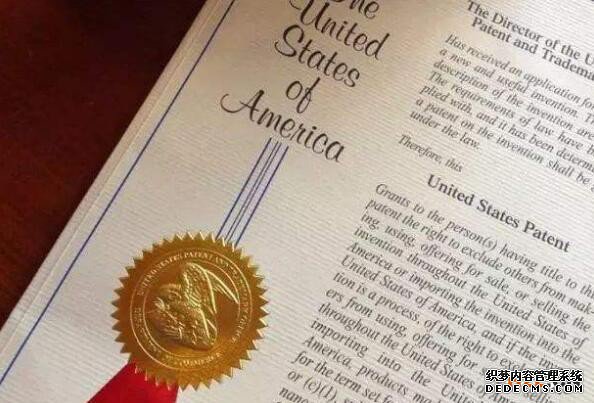 The
United
States
of
America
The Director of the U
Patent and Tradema
Has received an application for
a new and useful invention. Th
description of the invention are
The requirements of law have b
plied with, and it has been determ
a patent on the invention shall be
under the law.
Therefore, this
United States Patent
Grants to the person(s) having title to thi
patent the right to exclude others from mak-
ing, using, offering for sale, or selling the
invention throughout the United States of
America or importing the invention into the
United States of America, and if the inven
tion is a process, of the right to excl
ers from using, offering for s
throughout the United States
importing into the Unite
America, products ma
for the term set fo
or (c)(1), s
man
织梦内容管理系统
DEDECMS.COM